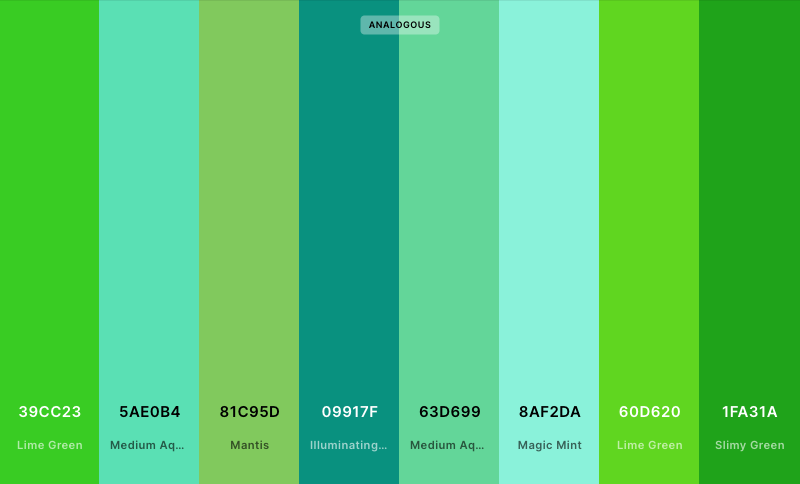 ANALOGOUS
39CC23 5AE0B4 81C95D 09917F 63D699 8AF2DA 60D620 1FA31A
Lime Green Medium Aq... Mantis Illuminating... Medium Aq... Magic Mint Lime Green Slimy Green